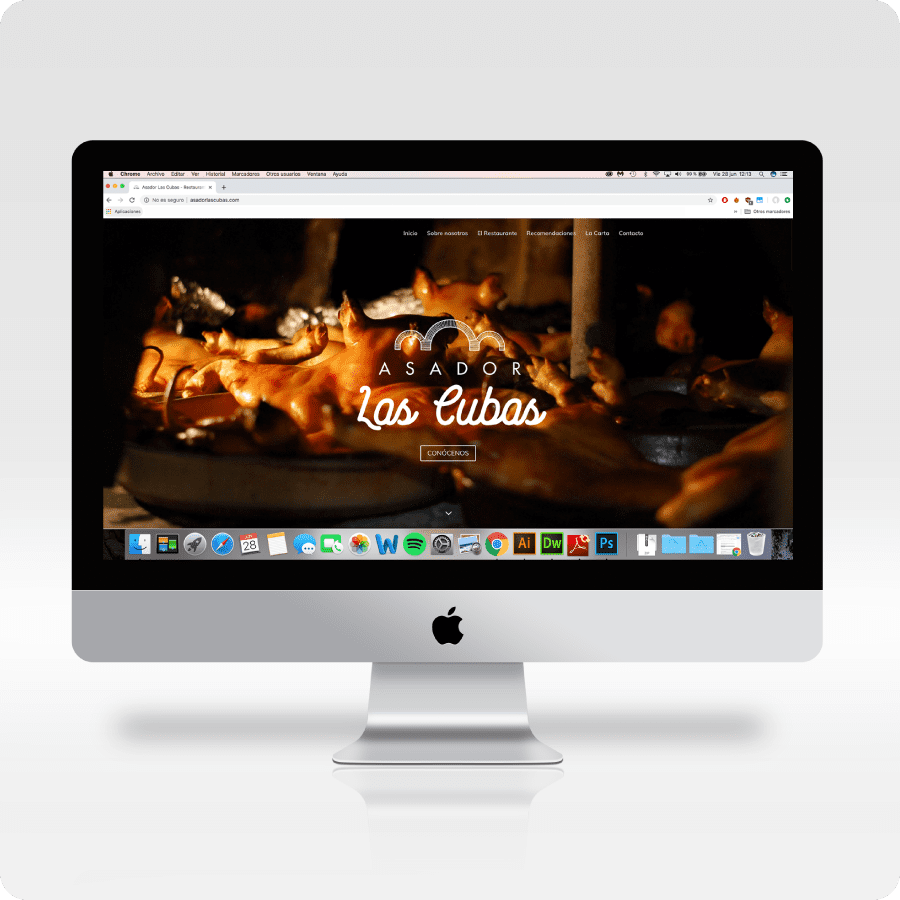 Chrome Archivo Editar Ver Historial Marcadores Otros usuarios Ventana Ayuda
99 % Vie 28 jun 12:13
Asador Las Cubas - Restauran
No es seguro | asadorlascubas.com
Aplicaciones
» Otros marcadores
Inicio Sobre nosotros El Restaurante Recomendaciones La Carta Contacto
ASADOR
Las Cubas
CONÓCENOS
28
W
Ai
Dw
Ps